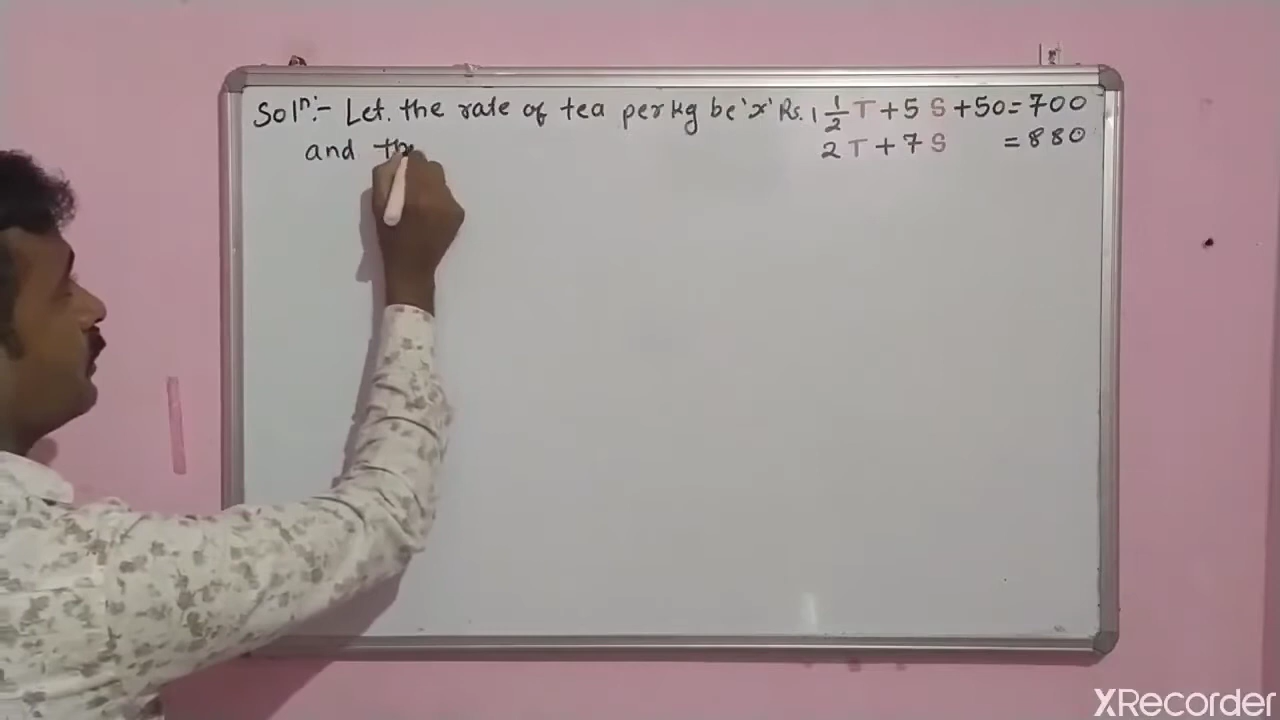 Solⁿ:- Let. the rate of tea per kg be 'x' Rs. 1 1/2 T + 5 S + 50 = 700
and the 2 T + 7 S = 880
XRecorder